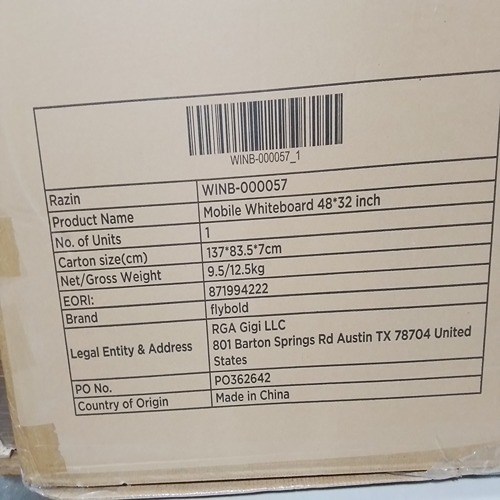 WINB-000057_1
Razin WINB-000057
Product Name Mobile Whiteboard 48*32 inch
No. of Units 1
Carton size(cm) 137*83.5*7cm
Net/Gross Weight 9.5/12.5kg
EORI: 871994222
Brand flybold
Legal Entity & Address RGA Gigi LLC
801 Barton Springs Rd Austin TX 78704 United
States
PO No. PO362642
Country of Origin Made in China